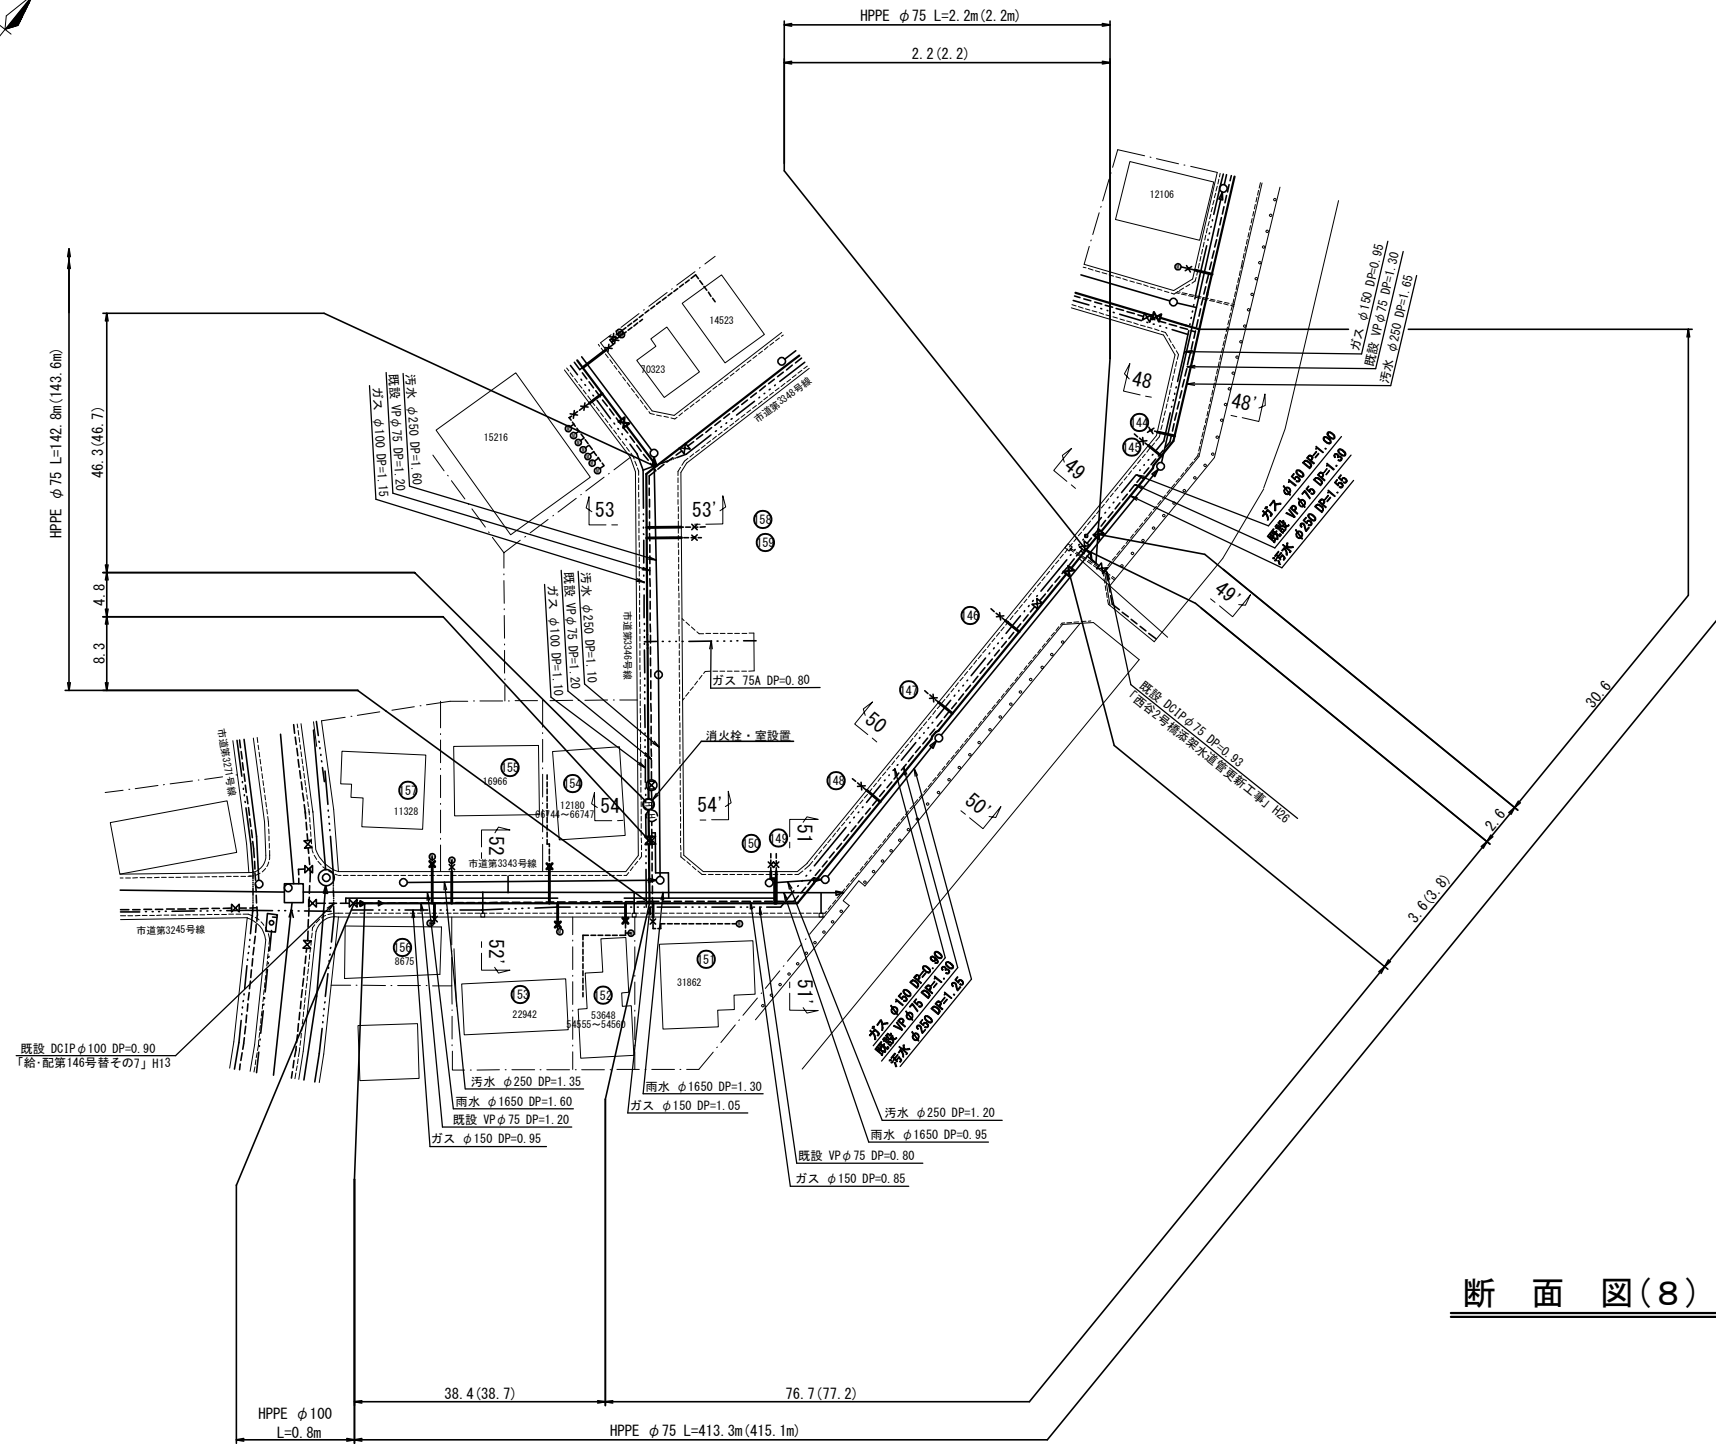 HPPE φ75 L=2.2m(2.2m)
2.2(2.2)
12106
ガス φ150 DP=0.95
既設 VPφ75 DP=1.30
汚水 φ250 DP=1.65
48
48'
144
145
49
49'
ガス φ150 DP=1.00
既設 VPφ75 DP=1.30
汚水 φ250 DP=1.55
HPPE φ75 L=142.8m(143.6m)
46.3(46.7)
4.8
8.3
14523
70323
市道第3348号線
15216
汚水 φ250 DP=1.60
既設 VPφ75 DP=1.20
ガス φ100 DP=1.15
53
53'
158
159
汚水 φ250 DP=1.10
既設 VPφ75 DP=1.20
ガス φ100 DP=1.10
市道第3346号線
ガス 75A DP=0.80
消火栓・室設置
146
147
50
50'
148
既設 DCIPφ75 DP=0.93
「西谷2号橋添架水道管更新工事」H26
30.6
2.6
3.6(3.8)
市道第3271号線
157
11328
155
16966
154
12180
66744～66747
54
54'
52
市道第3343号線
150
149
51
市道第3245号線
156
8675
52'
153
22942
152
53648
54555～54560
151
31862
51'
ガス φ150 DP=0.90
既設 VPφ75 DP=1.30
汚水 φ250 DP=1.25
既設 DCIPφ100 DP=0.90
「給・配第146号替その7」H13
汚水 φ250 DP=1.35
雨水 φ1650 DP=1.60
既設 VPφ75 DP=1.20
ガス φ150 DP=0.95
雨水 φ1650 DP=1.30
ガス φ150 DP=1.05
汚水 φ250 DP=1.20
雨水 φ1650 DP=0.95
既設 VPφ75 DP=0.80
ガス φ150 DP=0.85
断 面 図(8)
38.4(38.7)
76.7(77.2)
HPPE φ100
L=0.8m
HPPE φ75 L=413.3m(415.1m)